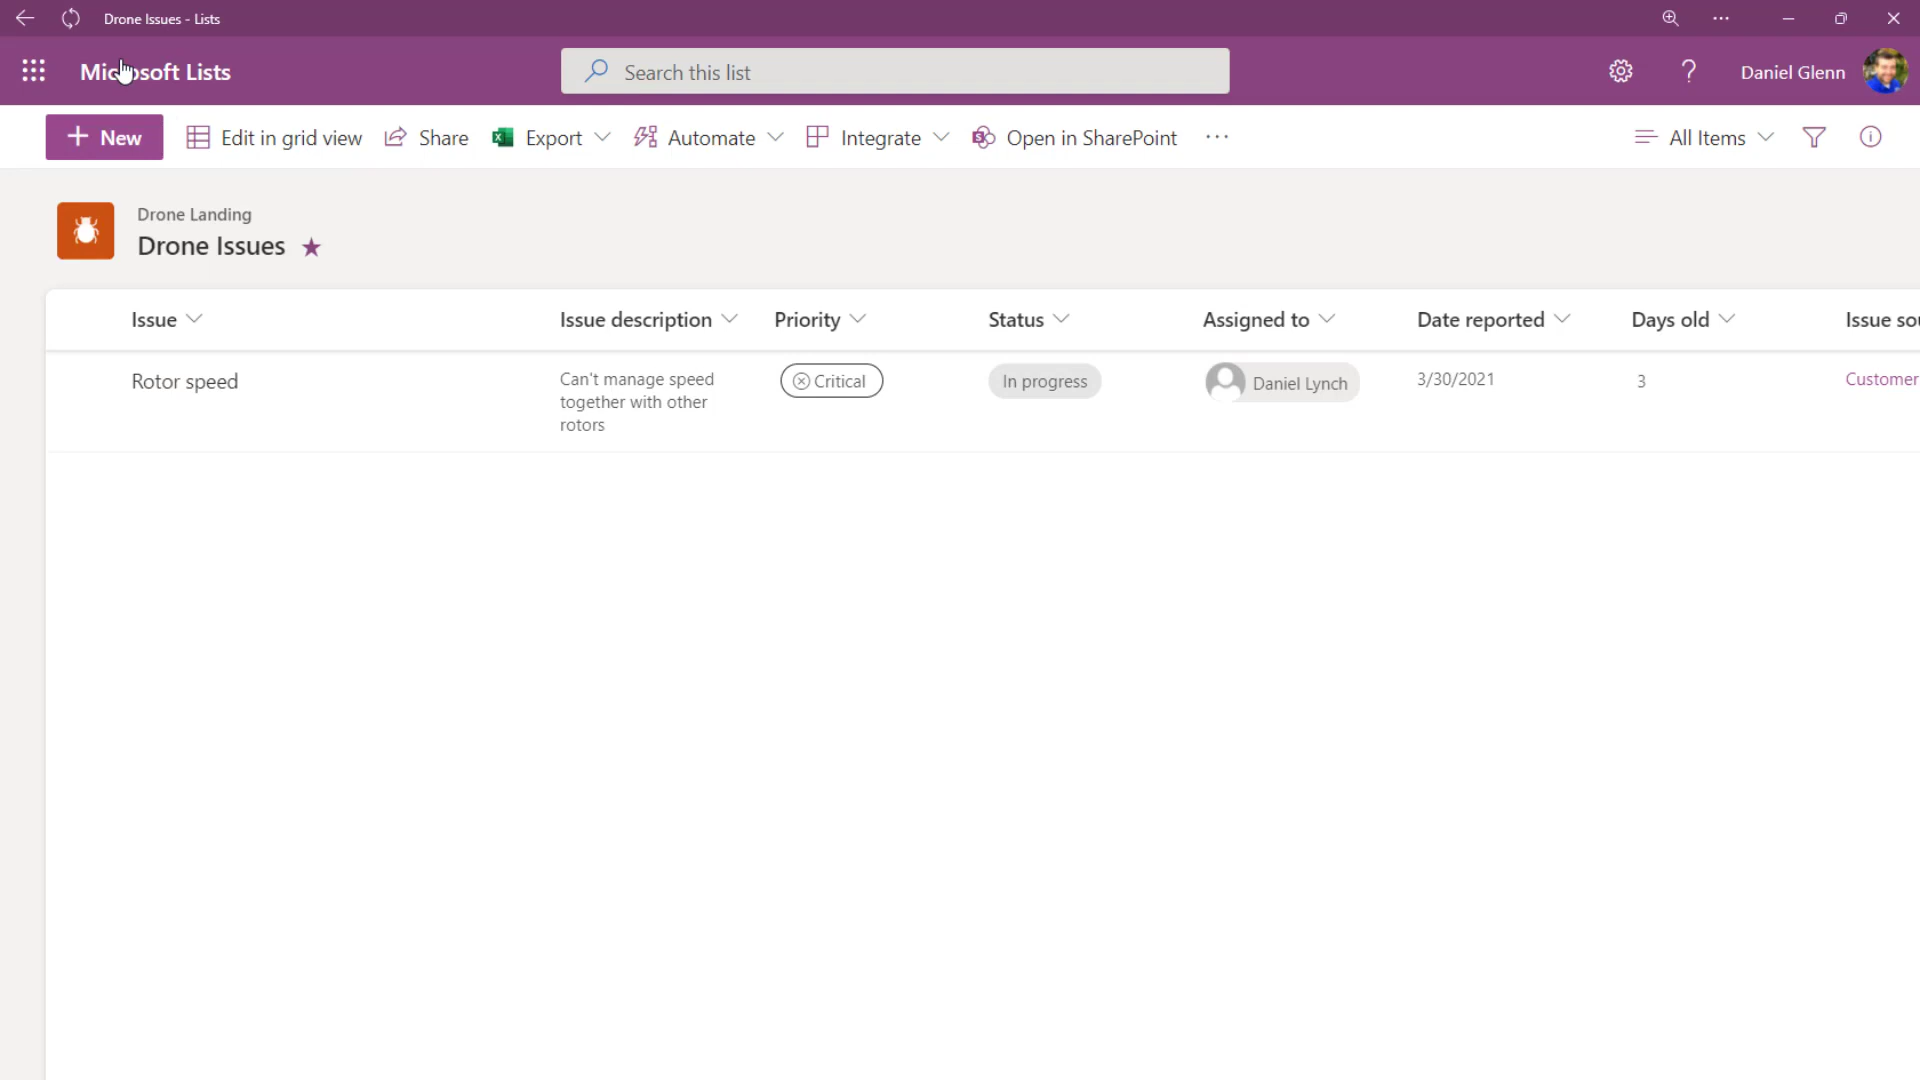 Drone Issues - Lists
Microsoft Lists
Search this list
Daniel Glenn
New
Edit in grid view
Share
Export
Automate
Integrate
Open in SharePoint
All Items
Drone Landing
Drone Issues
Issue
Issue description
Priority
Status
Assigned to
Date reported
Days old
Issue sou
Rotor speed
Can't manage speed
together with other
rotors
Critical
In progress
Daniel Lynch
3/30/2021
3
Customer